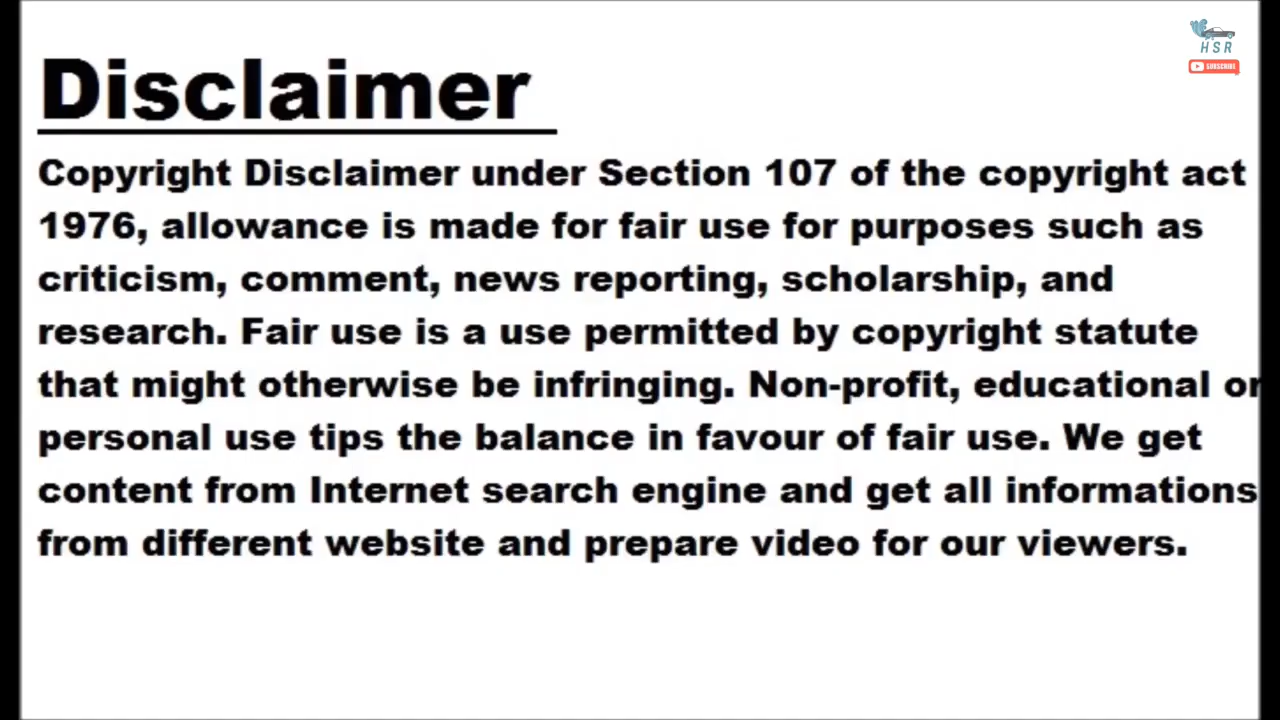 HSR
SUBSCRIBE
Disclaimer
Copyright Disclaimer under Section 107 of the copyright act
1976, allowance is made for fair use for purposes such as
criticism, comment, news reporting, scholarship, and
research. Fair use is a use permitted by copyright statute
that might otherwise be infringing. Non-profit, educational or
personal use tips the balance in favour of fair use. We get
content from Internet search engine and get all informations
from different website and prepare video for our viewers.